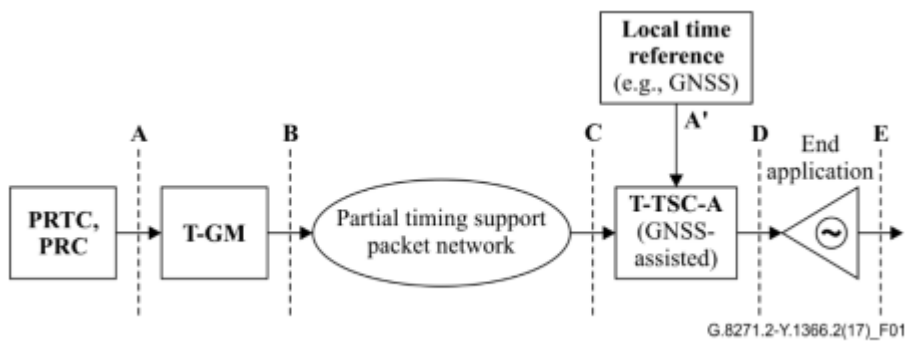 Local time
reference
(e.g., GNSS)
A
B
C
A'
D
E
End
application
PRTC,
PRC
T-GM
Partial timing support
packet network
T-TSC-A
(GNSS-
assisted)
G.8271.2-Y.1366.2(17)_F01